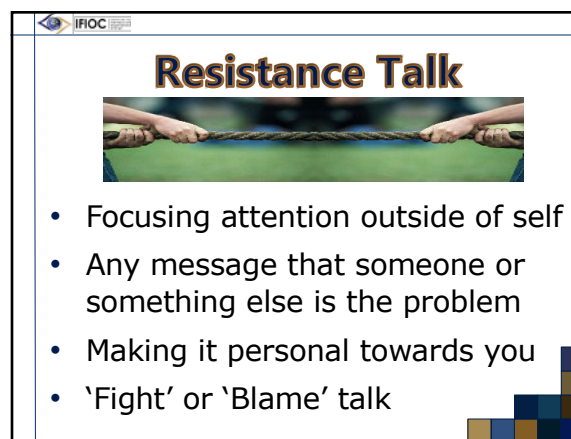 IFIOC
Resistance Talk
• Focusing attention outside of self
• Any message that someone or
something else is the problem
• Making it personal towards you
• ‘Fight’ or ‘Blame’ talk